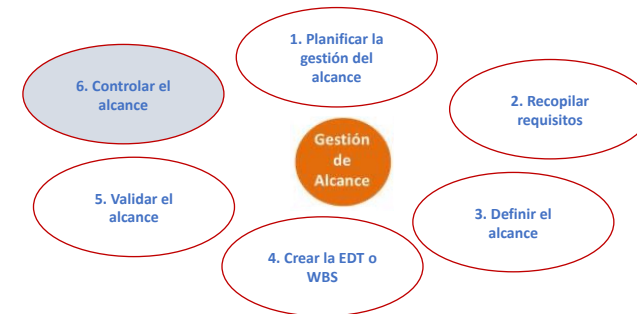 1. Planificar la
gestión del
alcance
6. Controlar el
alcance
2. Recopilar
requisitos
Gestión
de
Alcance
5. Validar el
alcance
3. Definir el
alcance
4. Crear la EDT o
WBS